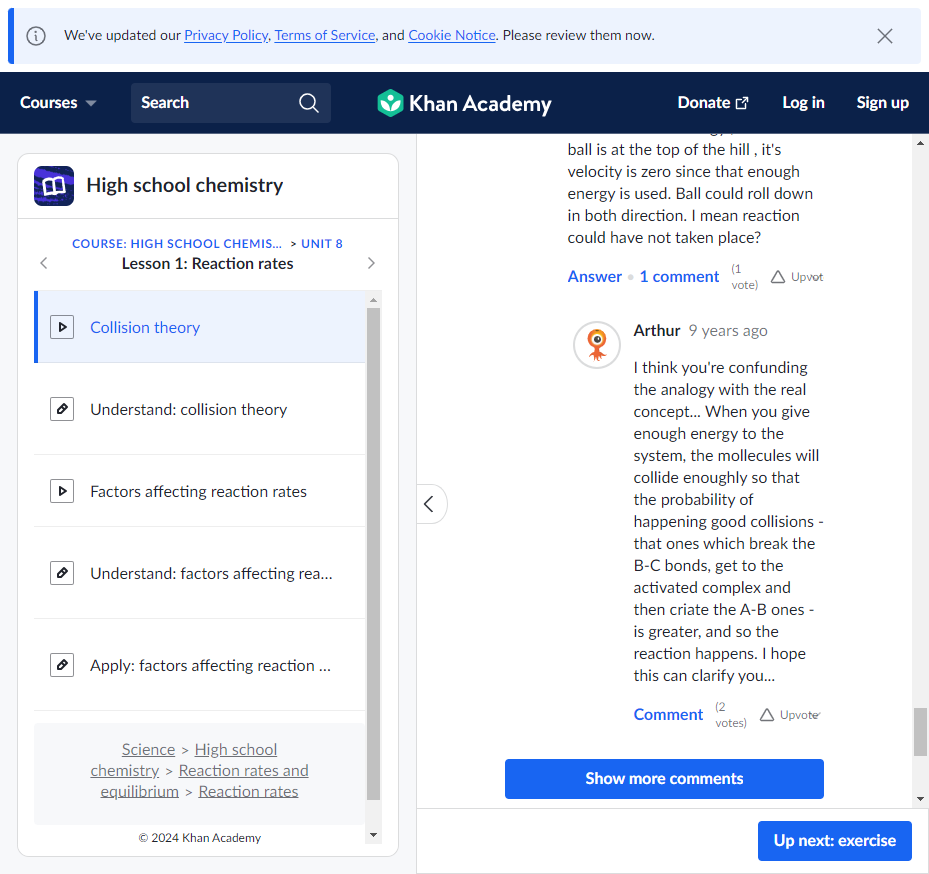 We've updated our Privacy Policy, Terms of Service, and Cookie Notice. Please review them now.
Courses
Search
Khan Academy
Donate
Log in
Sign up
High school chemistry
COURSE: HIGH SCHOOL CHEMIS... > UNIT 8
Lesson 1: Reaction rates
Collision theory
Understand: collision theory
Factors affecting reaction rates
Understand: factors affecting rea...
Apply: factors affecting reaction ...
Science > High school
chemistry > Reaction rates and
equilibrium > Reaction rates
© 2024 Khan Academy
ball is at the top of the hill , it's
velocity is zero since that enough
energy is used. Ball could roll down
in both direction. I mean reaction
could have not taken place?
Answer • 1 comment
(1
vote)
Upvot
Arthur 9 years ago
I think you're confunding
the analogy with the real
concept... When you give
enough energy to the
system, the mollecules will
collide enoughly so that
the probability of
happening good collisions -
that ones which break the
B-C bonds, get to the
activated complex and
then criate the A-B ones -
is greater, and so the
reaction happens. I hope
this can clarify you...
Comment
(2
votes)
Upvote
Show more comments
Up next: exercise